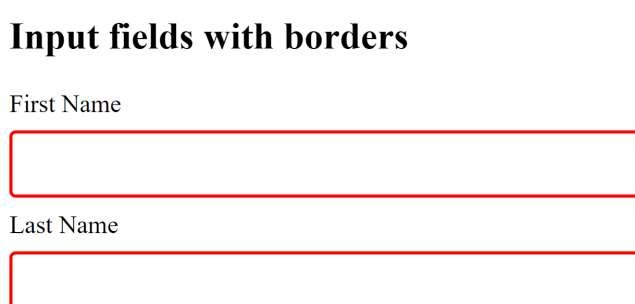 Input fields with borders
First Name
Last Name